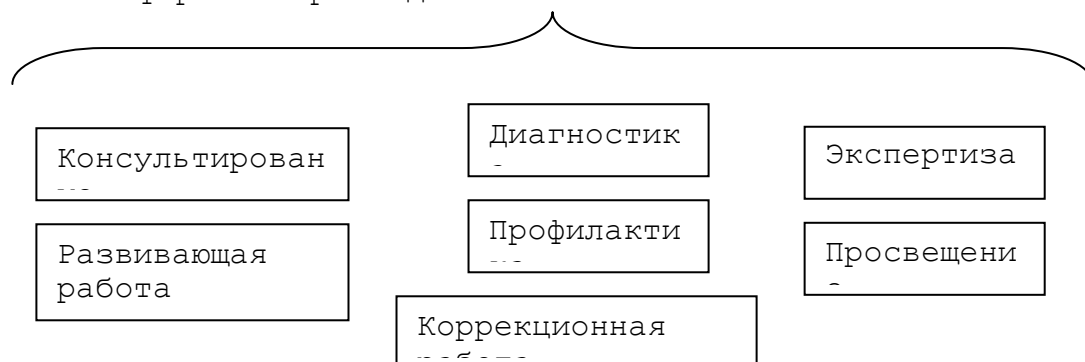 Диагностик
Консультирован
Экспертиза
Профилакти
Развивающая
работа
Просвещени
Коррекционная